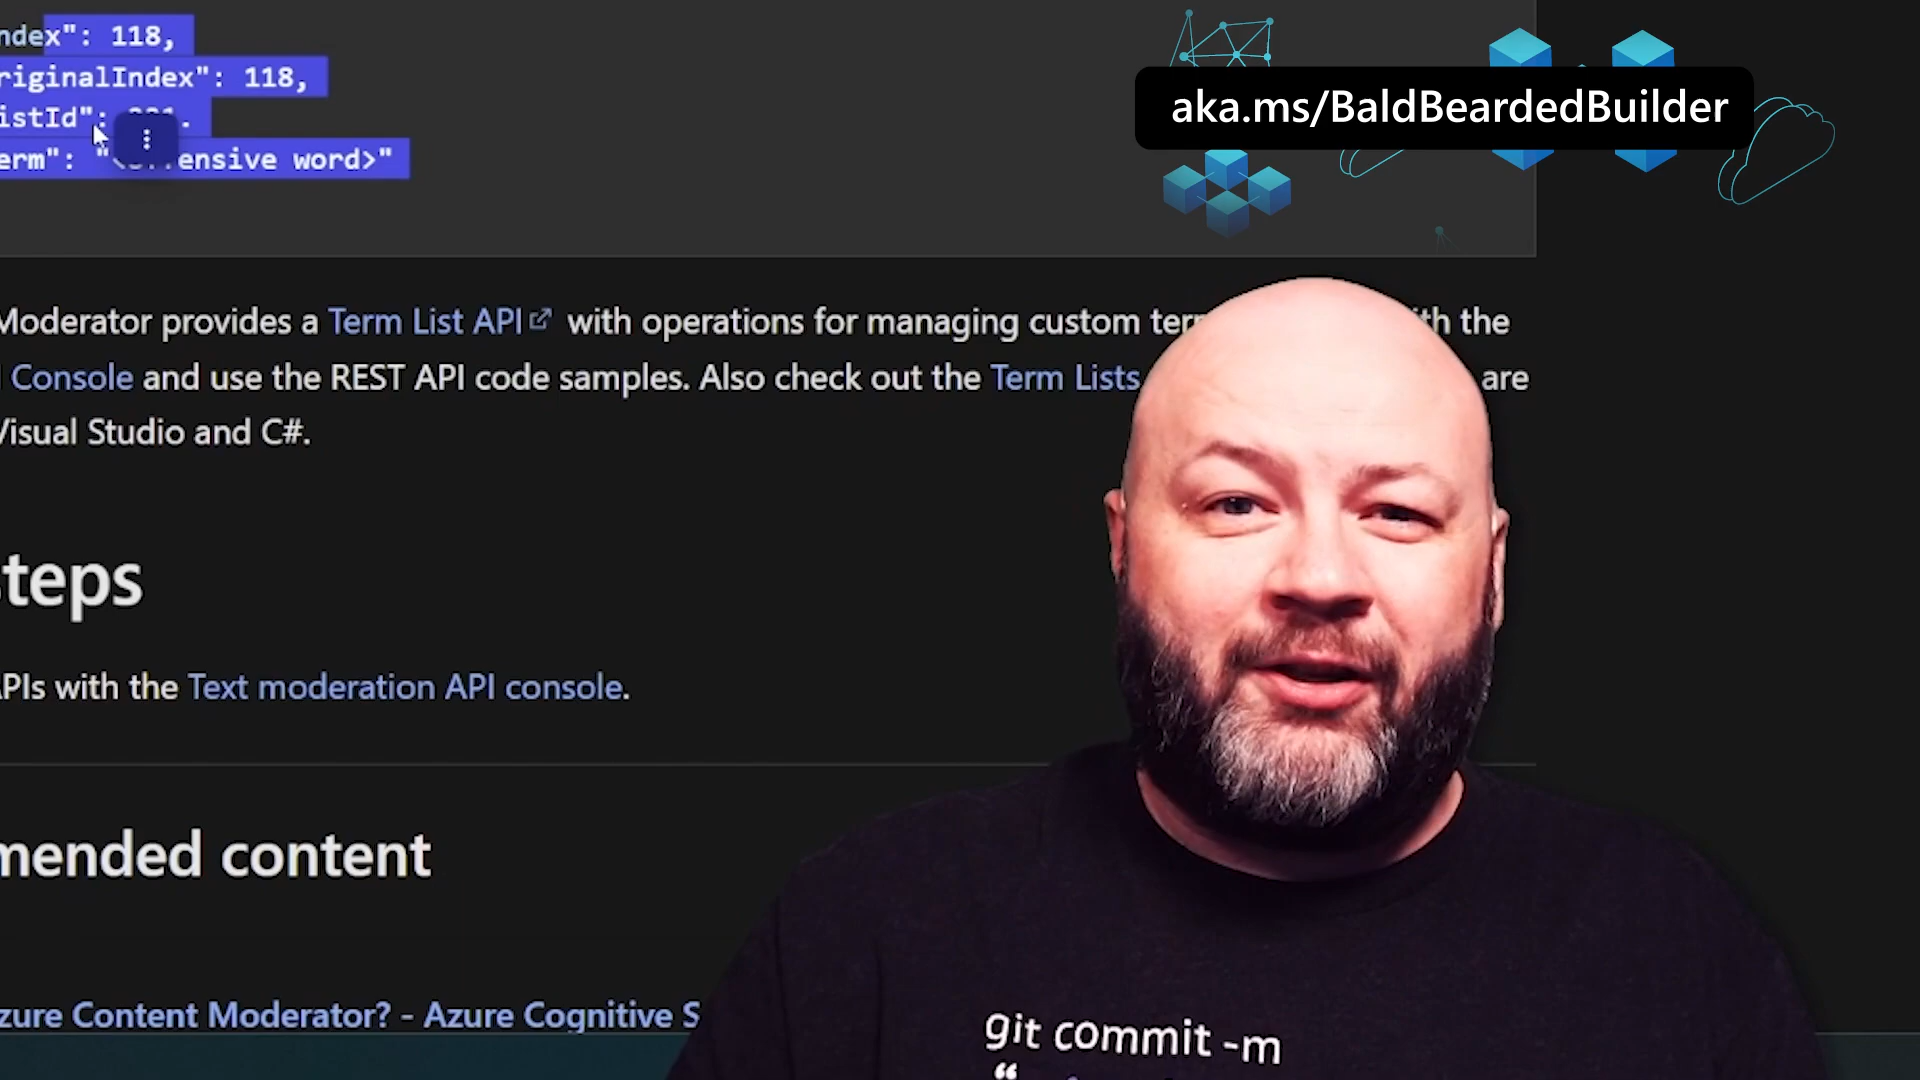 ndex": 118,
riginalIndex": 118,
istId":
erm": " ensive word>"
aka.ms/BaldBeardedBuilder
Moderator provides a Term List API with operations for managing custom ter th the
Console and use the REST API code samples. Also check out the Term Lists are
Visual Studio and C#.
steps
PIs with the Text moderation API console.
mended content
zure Content Moderator? - Azure Cognitive S
git commit -m
“